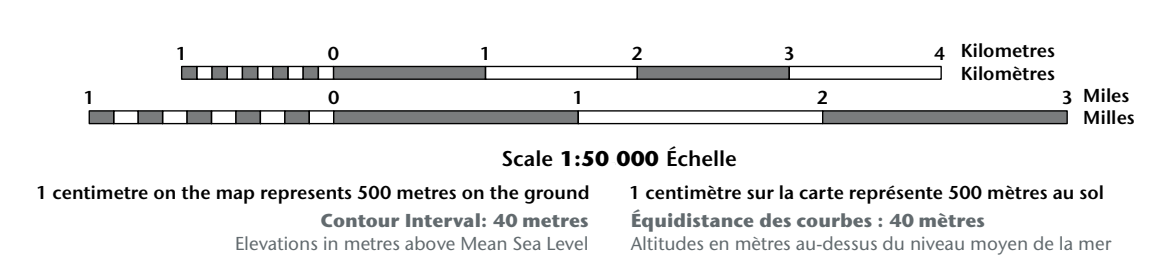 1 0 1 2 3 4 Kilometres
Kilomètres
1 0 1 2 3 Miles
Milles
Scale 1:50 000 Échelle
1 centimetre on the map represents 500 metres on the ground
1 centimètre sur la carte représente 500 mètres au sol
Contour Interval: 40 metres
Équidistance des courbes : 40 mètres
Elevations in metres above Mean Sea Level
Altitudes en mètres au-dessus du niveau moyen de la mer